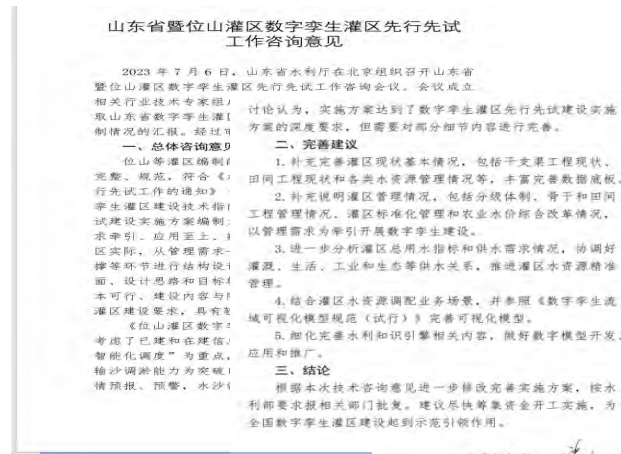 山东省暨位山灌区数字孪生灌区先行先试
工作咨询意见
2023 年 7 月 6 日，山东省水利厅在北京组织召开山东省
暨位山灌区数字孪生灌区先行先试工作咨询会议。会议成立
相关行业技术专家组
取山东省数字孪生灌
制情况的汇报。经过
一、总体咨询意见
位山等灌区编制
完整、规范，符合《
行先试工作的通知》
孪生灌区建设技术指
试建设实施方案编制
求牵引、应用至上、
区实际，从管理需求
撑等环节进行结构设
面、设计思路和目标
本可行、建设内容与
灌区建设要求，具有
《位山灌区数字
考虑了已建和在建信
智能化调度”为重点，
输沙调淤能力为突破
情预报、预警，水沙
讨论认为，实施方案达到了数字孪生灌区先行先试建设实施
方案的深度要求，但需要对部分细节内容进行完善。
二、完善建议
1.补充完善灌区现状基本情况，包括干支渠工程现状、
田间工程现状和各类水资源管理情况等，丰富完善数据底板。
2.补充说明灌区管理情况，包括分级体制、骨干和田间
工程管理情况、灌区标准化管理和农业水价综合改革情况，
以管理需求为牵引开展数字孪生建设。
3.进一步分析灌区总用水指标和供水需求情况，协调好
灌溉、生活、工业和生态等供水关系，推进灌区水资源精准
管理。
4.结合灌区水资源调配业务场景，并参照《数字孪生流
域可视化模型规范（试行）》完善可视化模型。
5.细化完善水利知识引擎相关内容，做好数字模型开发、
应用和推广。
三、结论
根据本次技术咨询意见进一步修改完善实施方案，按水
利部要求报相关部门批复。建议尽快筹集资金开工实施，为
全国数字孪生灌区建设起到示范引领作用。